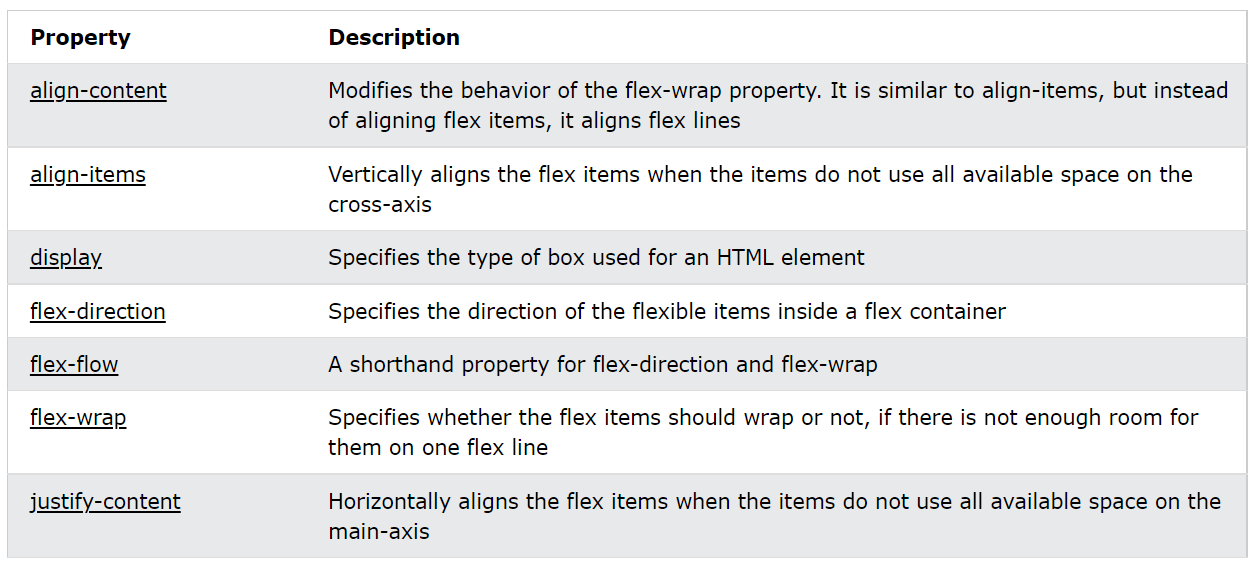 Property Description
align-content Modifies the behavior of the flex-wrap property. It is similar to align-items, but instead
of aligning flex items, it aligns flex lines
align-items Vertically aligns the flex items when the items do not use all available space on the
cross-axis
display Specifies the type of box used for an HTML element
flex-direction Specifies the direction of the flexible items inside a flex container
flex-flow A shorthand property for flex-direction and flex-wrap
flex-wrap Specifies whether the flex items should wrap or not, if there is not enough room for
them on one flex line
justify-content Horizontally aligns the flex items when the items do not use all available space on the
main-axis